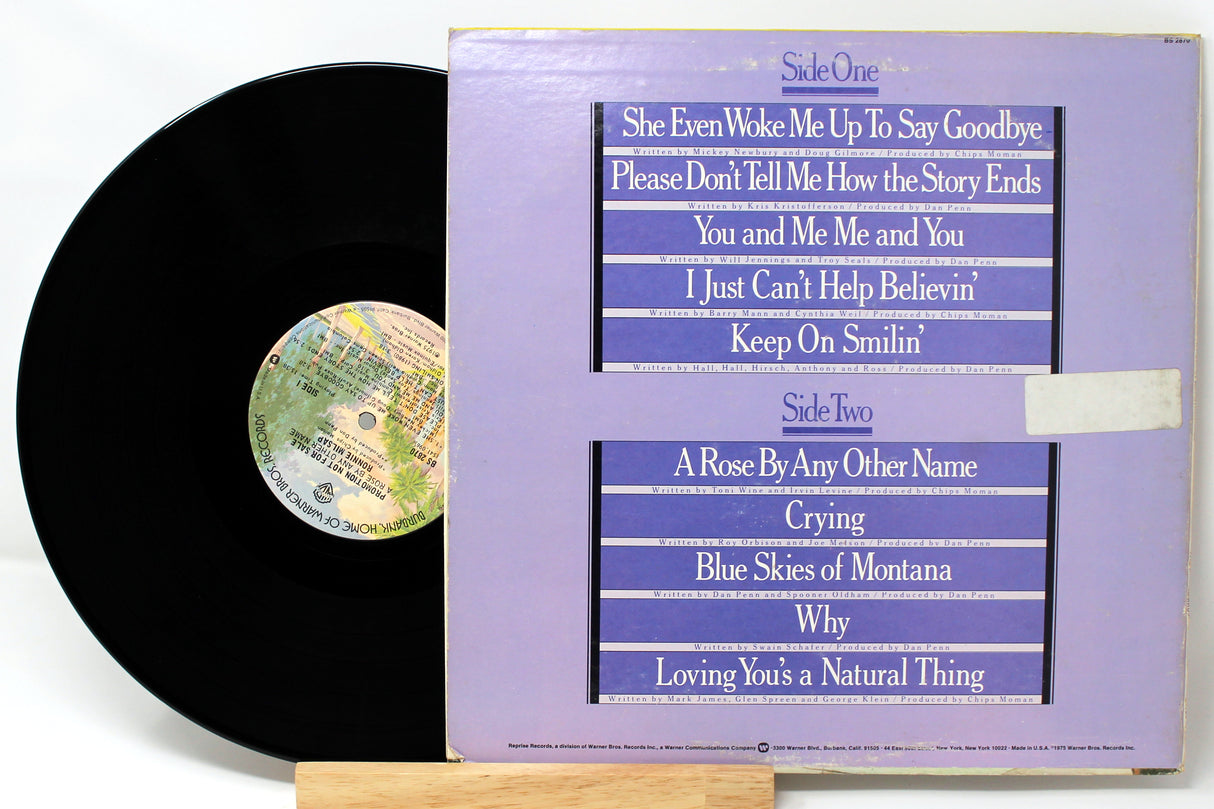 BS 2870
Side One
She Even Woke Me Up To Say Goodbye
Written by Mickey Newbury and Doug Gilmore / Produced by Chips Moman
Please Don't Tell Me How the Story Ends
Written by Kris Kristofferson / Produced by Dan Penn
You and Me Me and You
Written by Will Jennings and Troy Seals / Produced by Dan Penn
I Just Can't Help Believin'
Written by Barry Mann and Cynthia Weil / Produced by Chips Moman
Keep On Smilin'
Written by Hall, Hall, Hirsch, Anthony and Ross / Produced by Dan Penn
Side Two
A Rose By Any Other Name
Written by Toni Wine and Irvin Levine / Produced by Chips Moman
Crying
Written by Roy Orbison and Joe Melson / Produced by Dan Penn
Blue Skies of Montana
Written by Dan Penn and Spooner Oldham / Produced by Dan Penn
Why
Written by Swain Schafer / Produced by Dan Penn
Loving You's a Natural Thing
Written by Mark James, Glen Spreen and George Klein / Produced by Chips Moman
Reprise Records, a division of Warner Bros. Records Inc., a Warner Communications Company 3300 Warner Blvd., Burbank, Calif. 91505 · 44 East New York, New York 10022 · Made in U.S.A. ©1975 Warner Bros. Records Inc.
BURBANK, HOME OF WARNER BROS. RECORDS
PROMOTION NOT FOR SALE
A ROSE BY ANY OTHER NAME
RONNIE MILSAP
BS 2870
SIDE 1